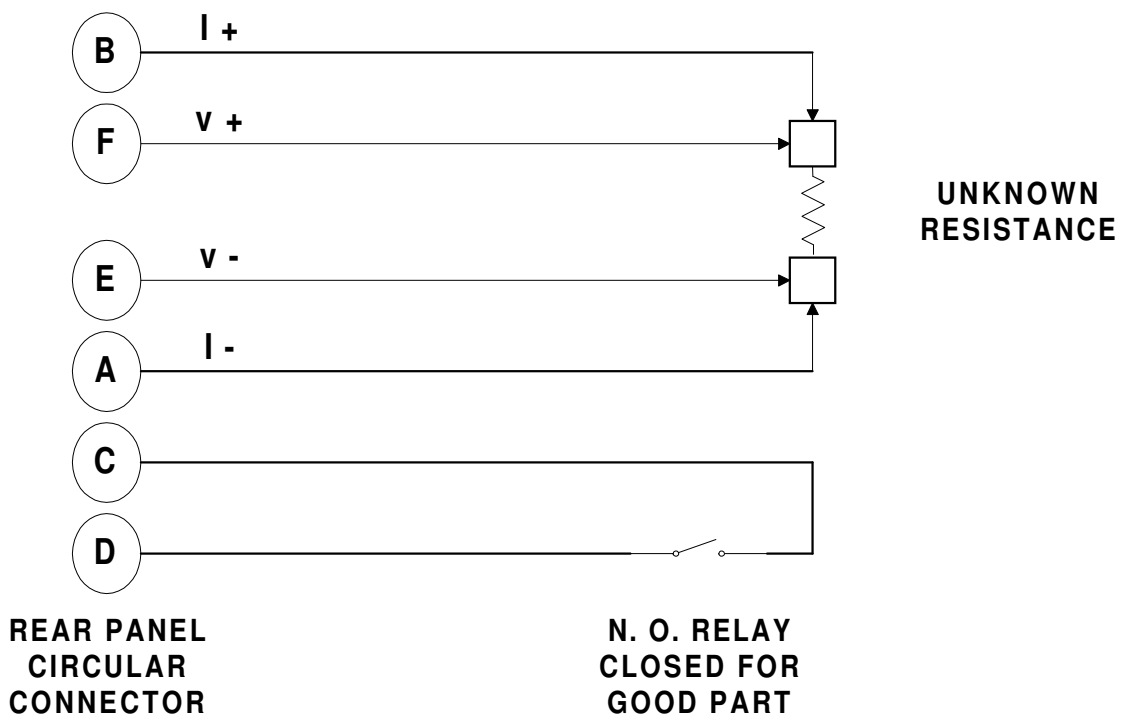 B
I +
F
v +
UNKNOWN
RESISTANCE
E
v -
A
I -
C
D
REAR PANEL
CIRCULAR
CONNECTOR
N. O. RELAY
CLOSED FOR
GOOD PART